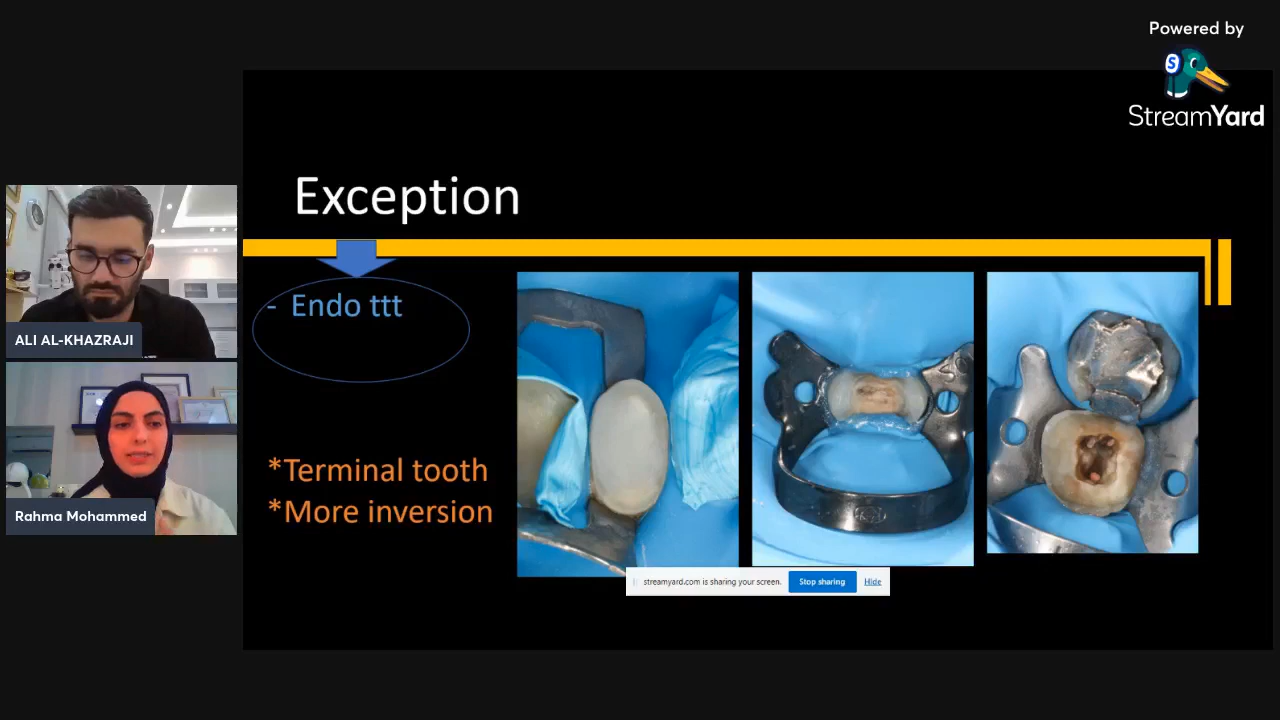 Powered by
S
StreamYard
Exception
- Endo ttt
*Terminal tooth
*More inversion
ALI AL-KHAZRAJI
Rahma Mohammed
streamyard.com is sharing your screen.
Stop sharing
Hide